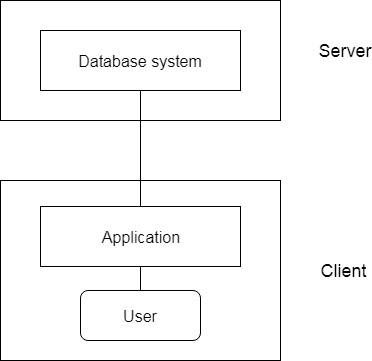 Server
Database system
Application
Client
User